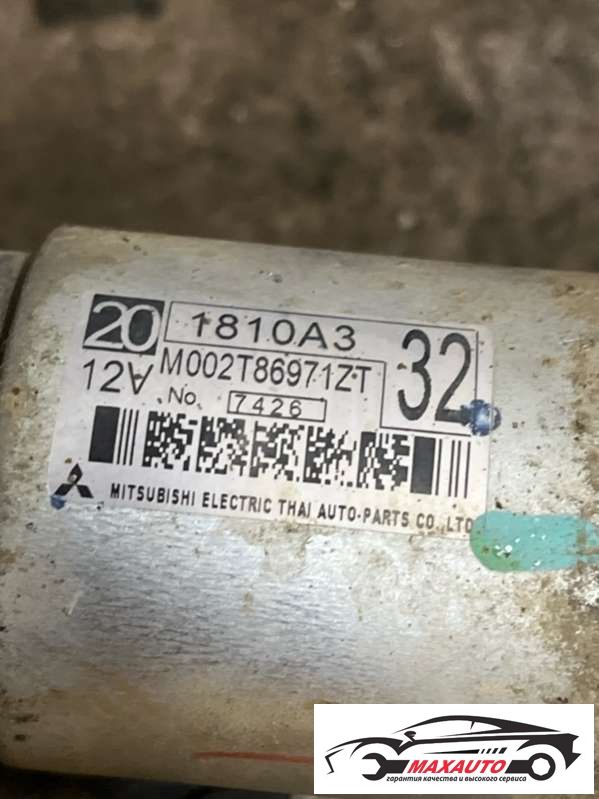 20 1810A3 32
12V M002T86971ZT
No. 7426
MITSUBISHI ELECTRIC THAI AUTO-PARTS CO. LTD
MAXAUTO
гарантия качества и высокого сервиса